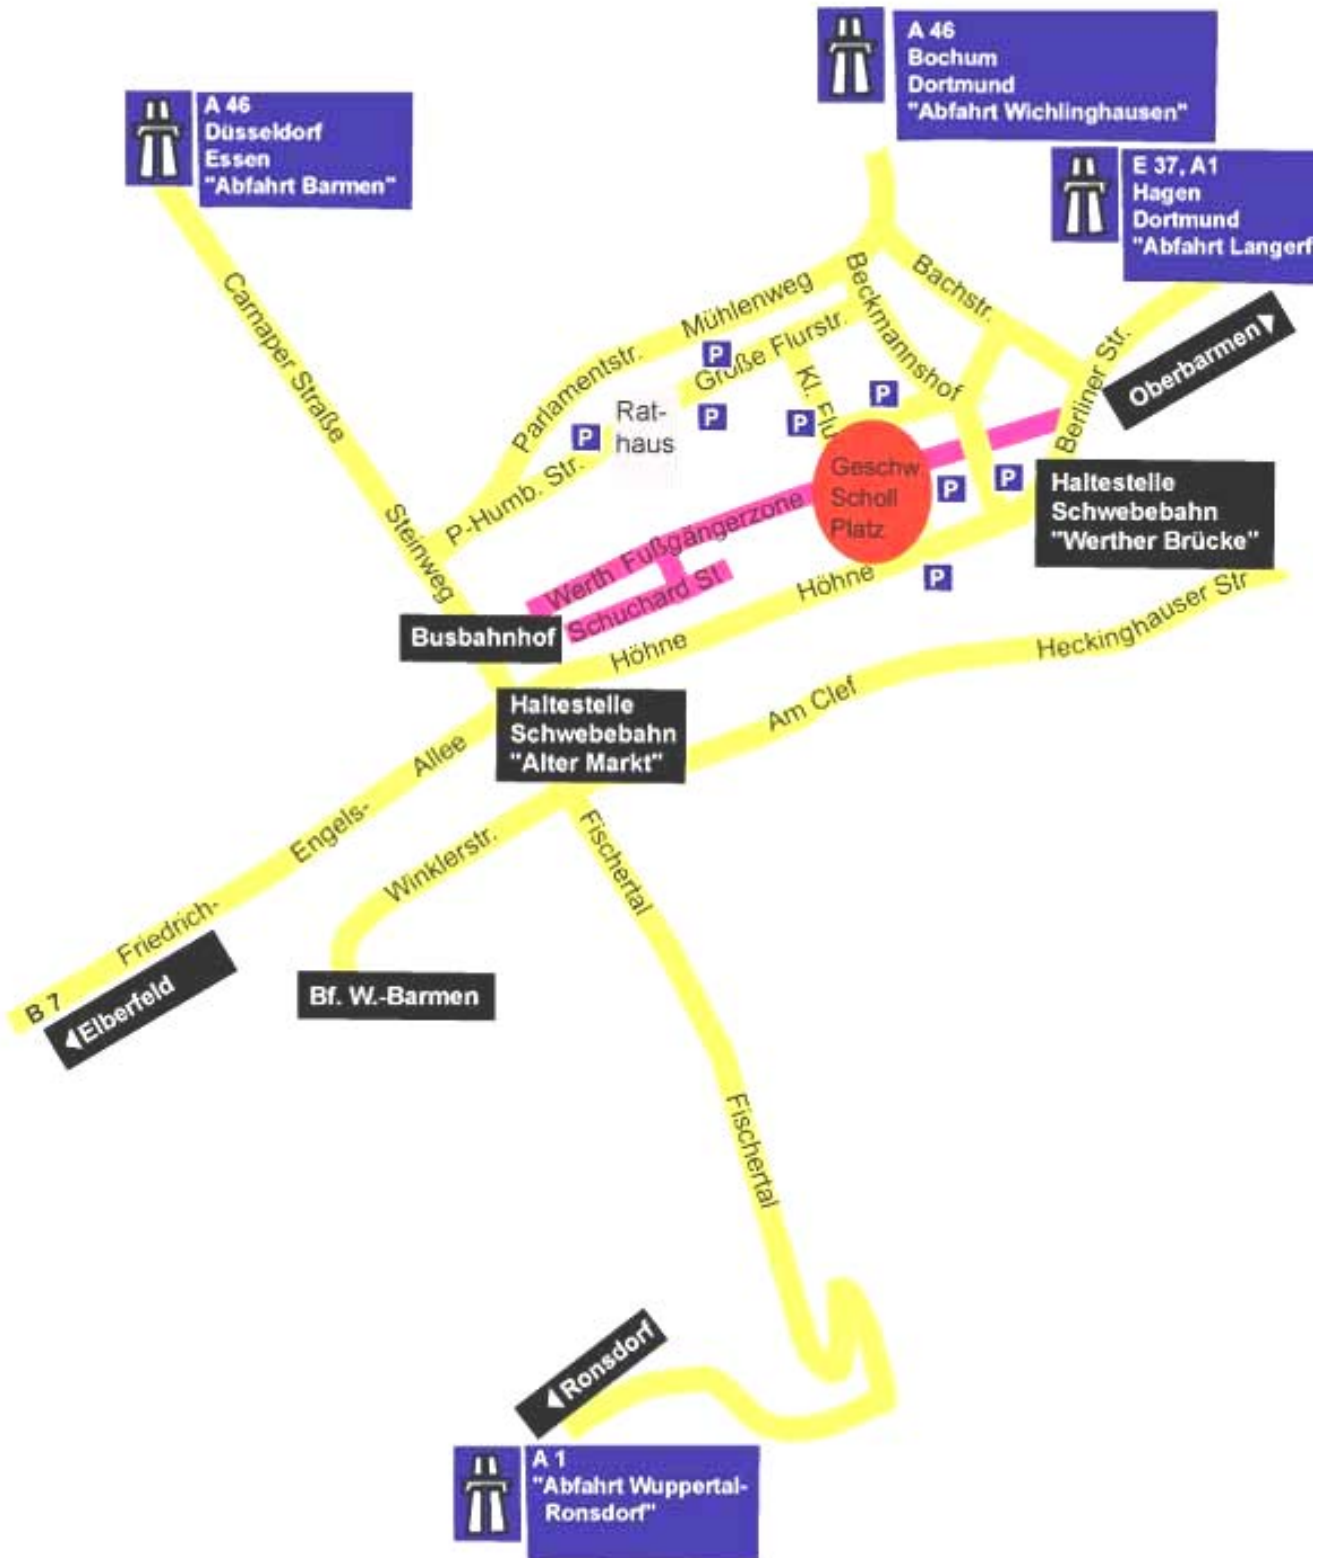 A 46
Bochum
Dortmund
"Abfahrt Wichlinghausen"
A 46
Düsseldorf
Essen
"Abfahrt Barmen"
E 37, A1
Hagen
Dortmund
"Abfahrt Langerf
Carnaper Straße
Parlamentstr.
Mühlenweg
Beckmannshof
Bachstr.
Berliner Str.
Oberbarmen
P
Große Flurstr.
P
P
Kl. Flu
P
P
Rat-
haus
P-Humb. Str.
Steinweg
Geschw
Scholl
Platz
P
P
P
Haltestelle
Schwebebahn
"Werther Brücke"
Werth Fußgängerzone
Schuchard St
Höhne
Höhne
Busbahnhof
Heckinghauser Str
Am Clef
Haltestelle
Schwebebahn
"Alter Markt"
B 7
Friedrich-
Engels-
Allee
Winklerstr.
Fischertal
Elberfeld
Bf. W.-Barmen
Fischertal
Ronsdorf
A 1
"Abfahrt Wuppertal-
Ronsdorf"